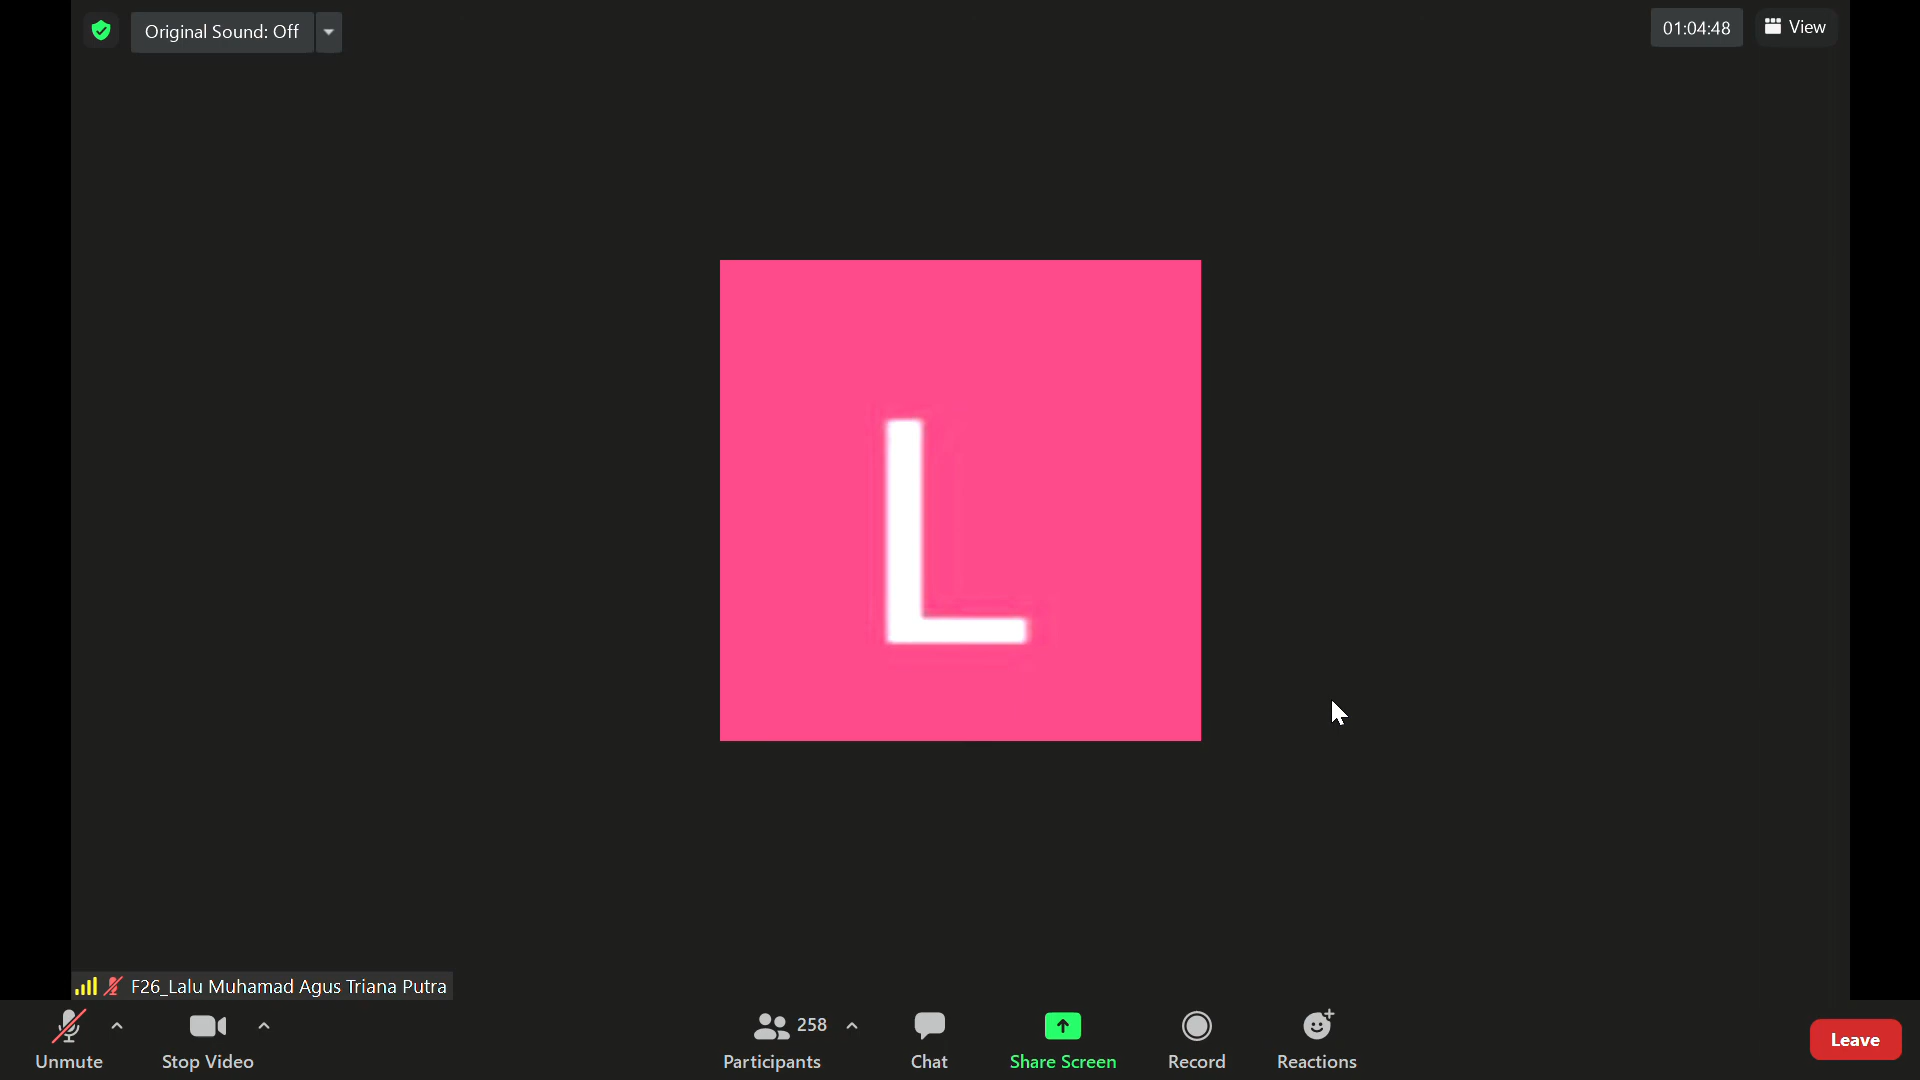 Original Sound: Off
01:04:48
View
L
F26_Lalu Muhamad Agus Triana Putra
258
Unmute
Stop Video
Participants
Chat
Share Screen
Record
Reactions
Leave